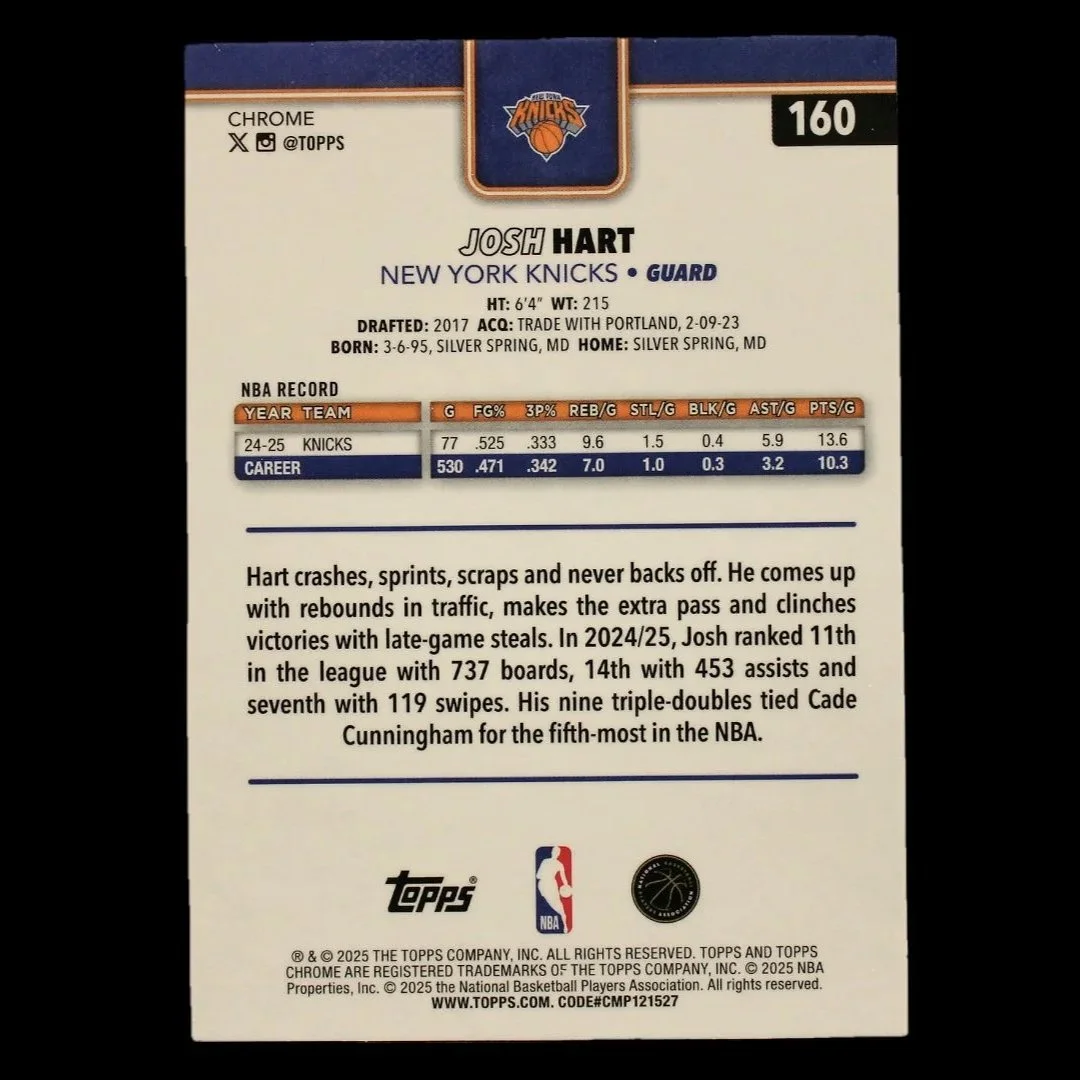 NEW YORK
KNICKS
CHROME
160
X @TOPPS
JOSH HART
NEW YORK KNICKS • GUARD
HT: 6'4" WT: 215
DRAFTED: 2017 ACQ: TRADE WITH PORTLAND, 2-09-23
BORN: 3-6-95, SILVER SPRING, MD HOME: SILVER SPRING, MD
NBA RECORD
YEAR TEAM G FG% 3P% REB/G STL/G BLK/G AST/G PTS/G
24-25 KNICKS 77 .525 .333 9.6 1.5 0.4 5.9 13.6
CAREER 530 .471 .342 7.0 1.0 0.3 3.2 10.3
Hart crashes, sprints, scraps and never backs off. He comes up
with rebounds in traffic, makes the extra pass and clinches
victories with late-game steals. In 2024/25, Josh ranked 11th
in the league with 737 boards, 14th with 453 assists and
seventh with 119 swipes. His nine triple-doubles tied Cade
Cunningham for the fifth-most in the NBA.
Topps®
NBA
NATIONAL BASKETBALL
ASSOCIATION
® & © 2025 THE TOPPS COMPANY, INC. ALL RIGHTS RESERVED. TOPPS AND TOPPS
CHROME ARE REGISTERED TRADEMARKS OF THE TOPPS COMPANY, INC. © 2025 NBA
Properties, Inc. © 2025 the National Basketball Players Association. All rights reserved.
WWW.TOPPS.COM. CODE#CMP121527